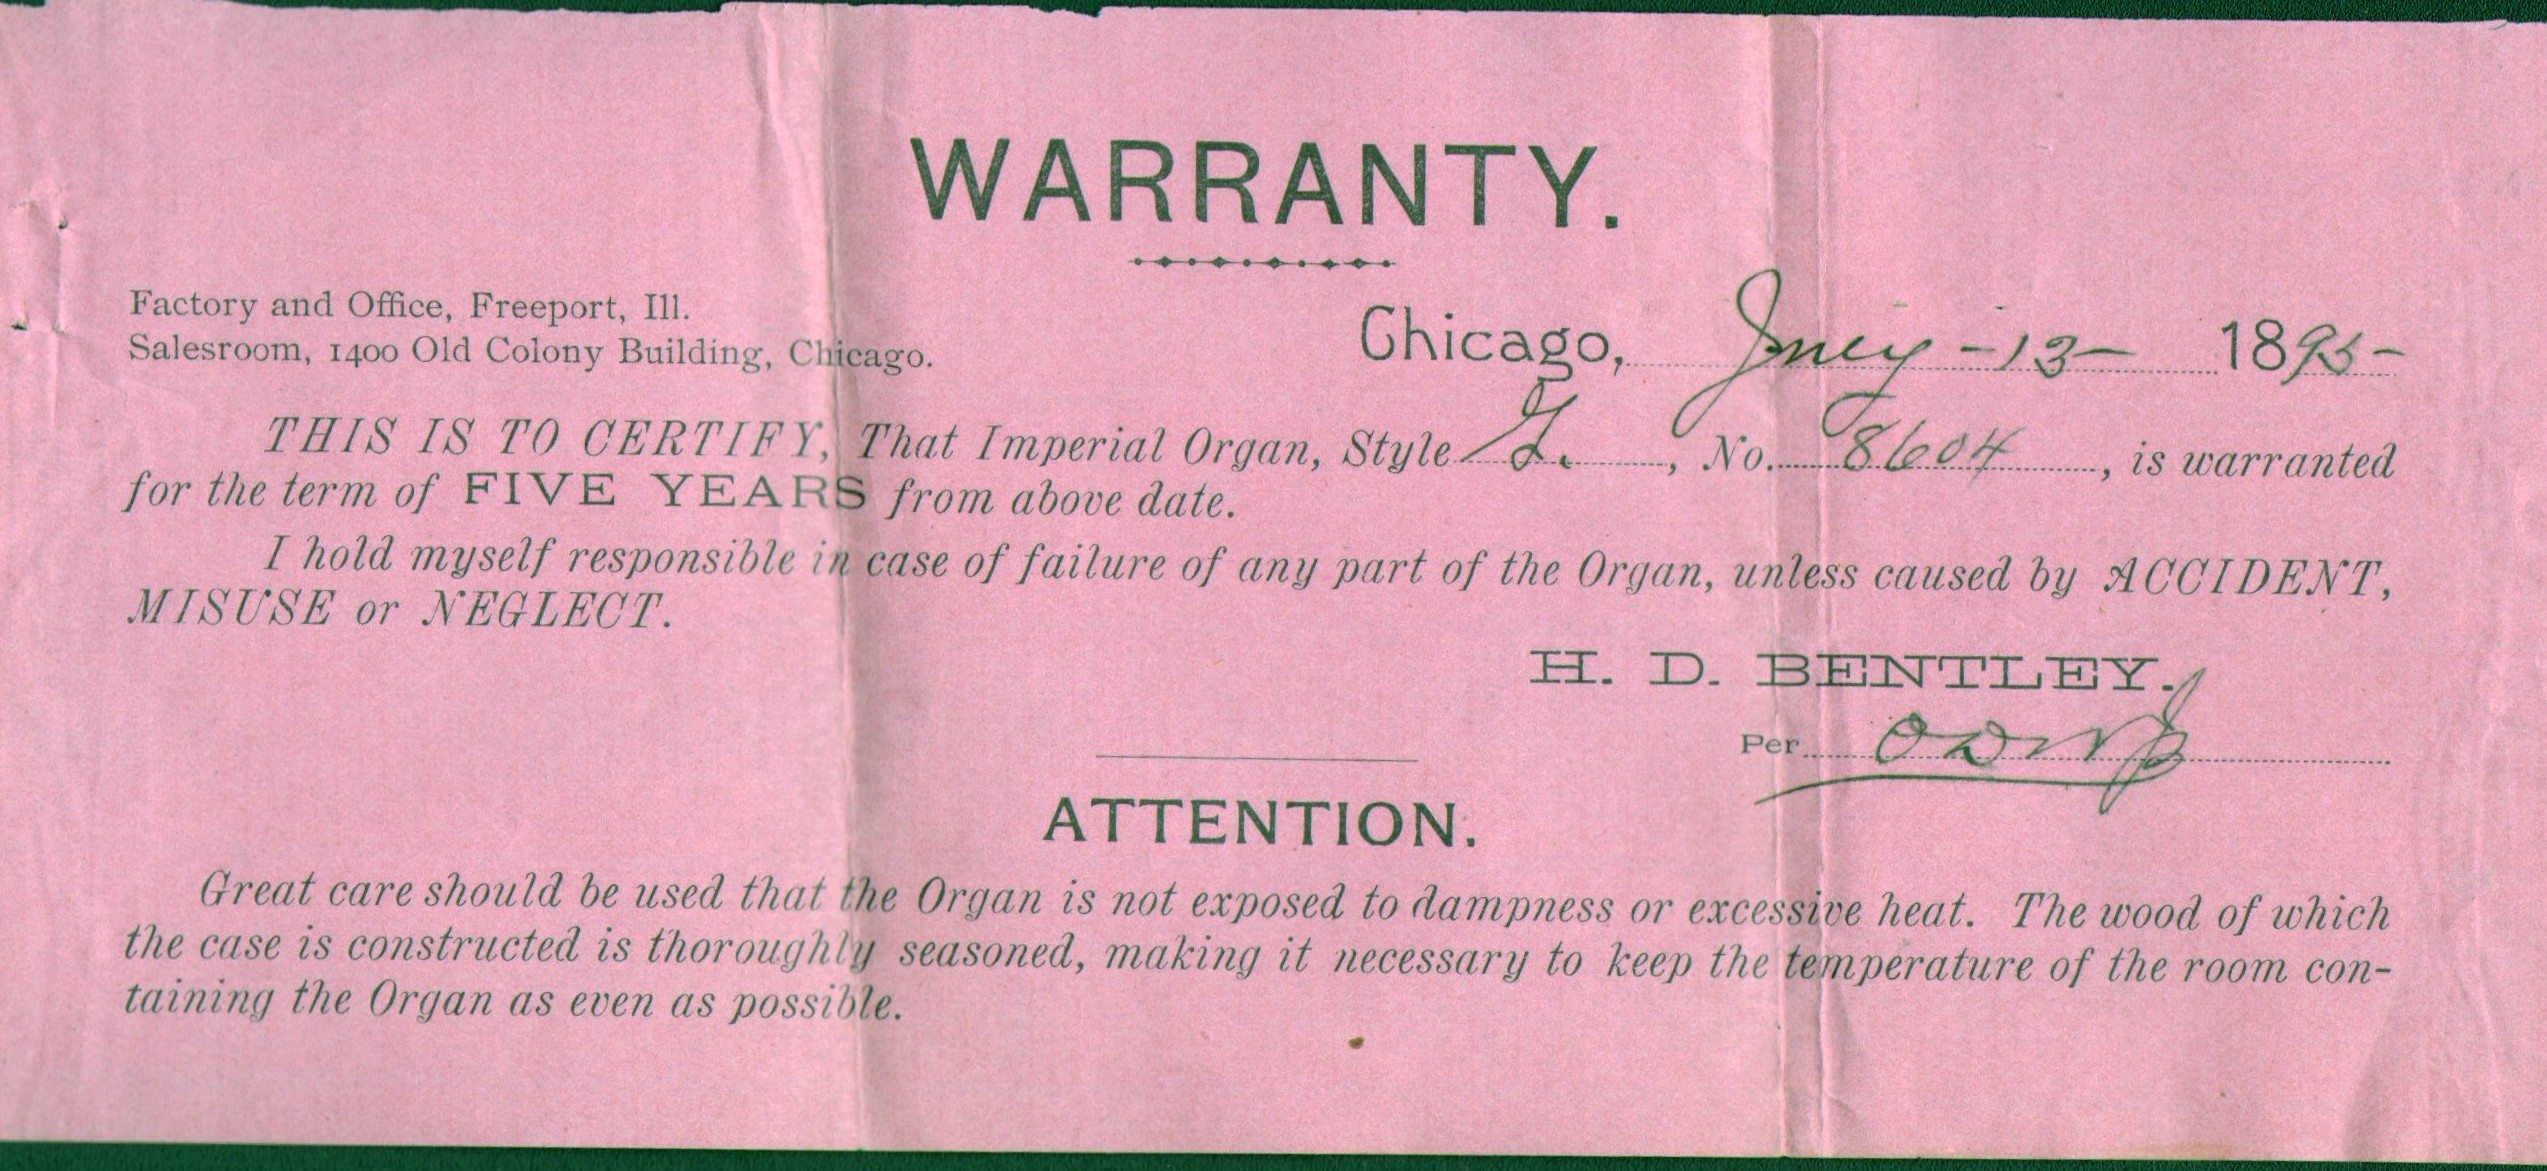 WARRANTY.
Factory and Office, Freeport, Ill.
Salesroom, 1400 Old Colony Building, Chicago.
Chicago, July - 13 - 1895 -
THIS IS TO CERTIFY, That Imperial Organ, Style , No. 8604, is warranted
for the term of FIVE YEARS from above date.
I hold myself responsible in case of failure of any part of the Organ, unless caused by ACCIDENT,
MISUSE or NEGLECT.
H. D. BENTLEY.
Per
ATTENTION.
Great care should be used that the Organ is not exposed to dampness or excessive heat. The wood of which
the case is constructed is thoroughly seasoned, making it necessary to keep the temperature of the room con-
taining the Organ as even as possible.